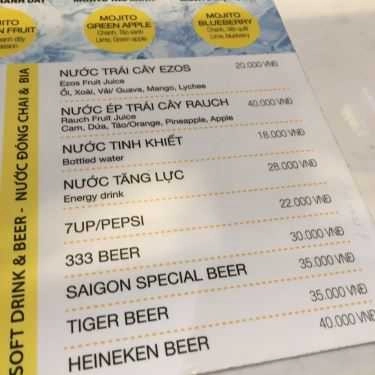 MOJITO
GREEN APPLE
Chanh, Táo xanh
Lime, Green apple
MOJITO
BLUEBERRY
Chanh, Việt quất
Lime, blueberry
SOFT DRINK & BEER - NƯỚC ĐÓNG CHAI & BIA
NƯỚC TRÁI CÂY EZOS 20.000 VNĐ
Ezos Fruit Juice
Ổi, Xoài, Vải/ Guava, Mango, Lychee
NƯỚC ÉP TRÁI CÂY RAUCH 40.000 VNĐ
Rauch Fruit Juice
Cam, Dứa, Táo/Orange, Pineapple, Apple
NƯỚC TINH KHIẾT 18.000 VNĐ
Bottled water
NƯỚC TĂNG LỰC 28.000 VNĐ
Energy drink
7UP/PEPSI 22.000 VNĐ
333 BEER 30.000 VNĐ
SAIGON SPECIAL BEER 35.000 VNĐ
TIGER BEER 35.000 VNĐ
HEINEKEN BEER 40.000 VNĐ